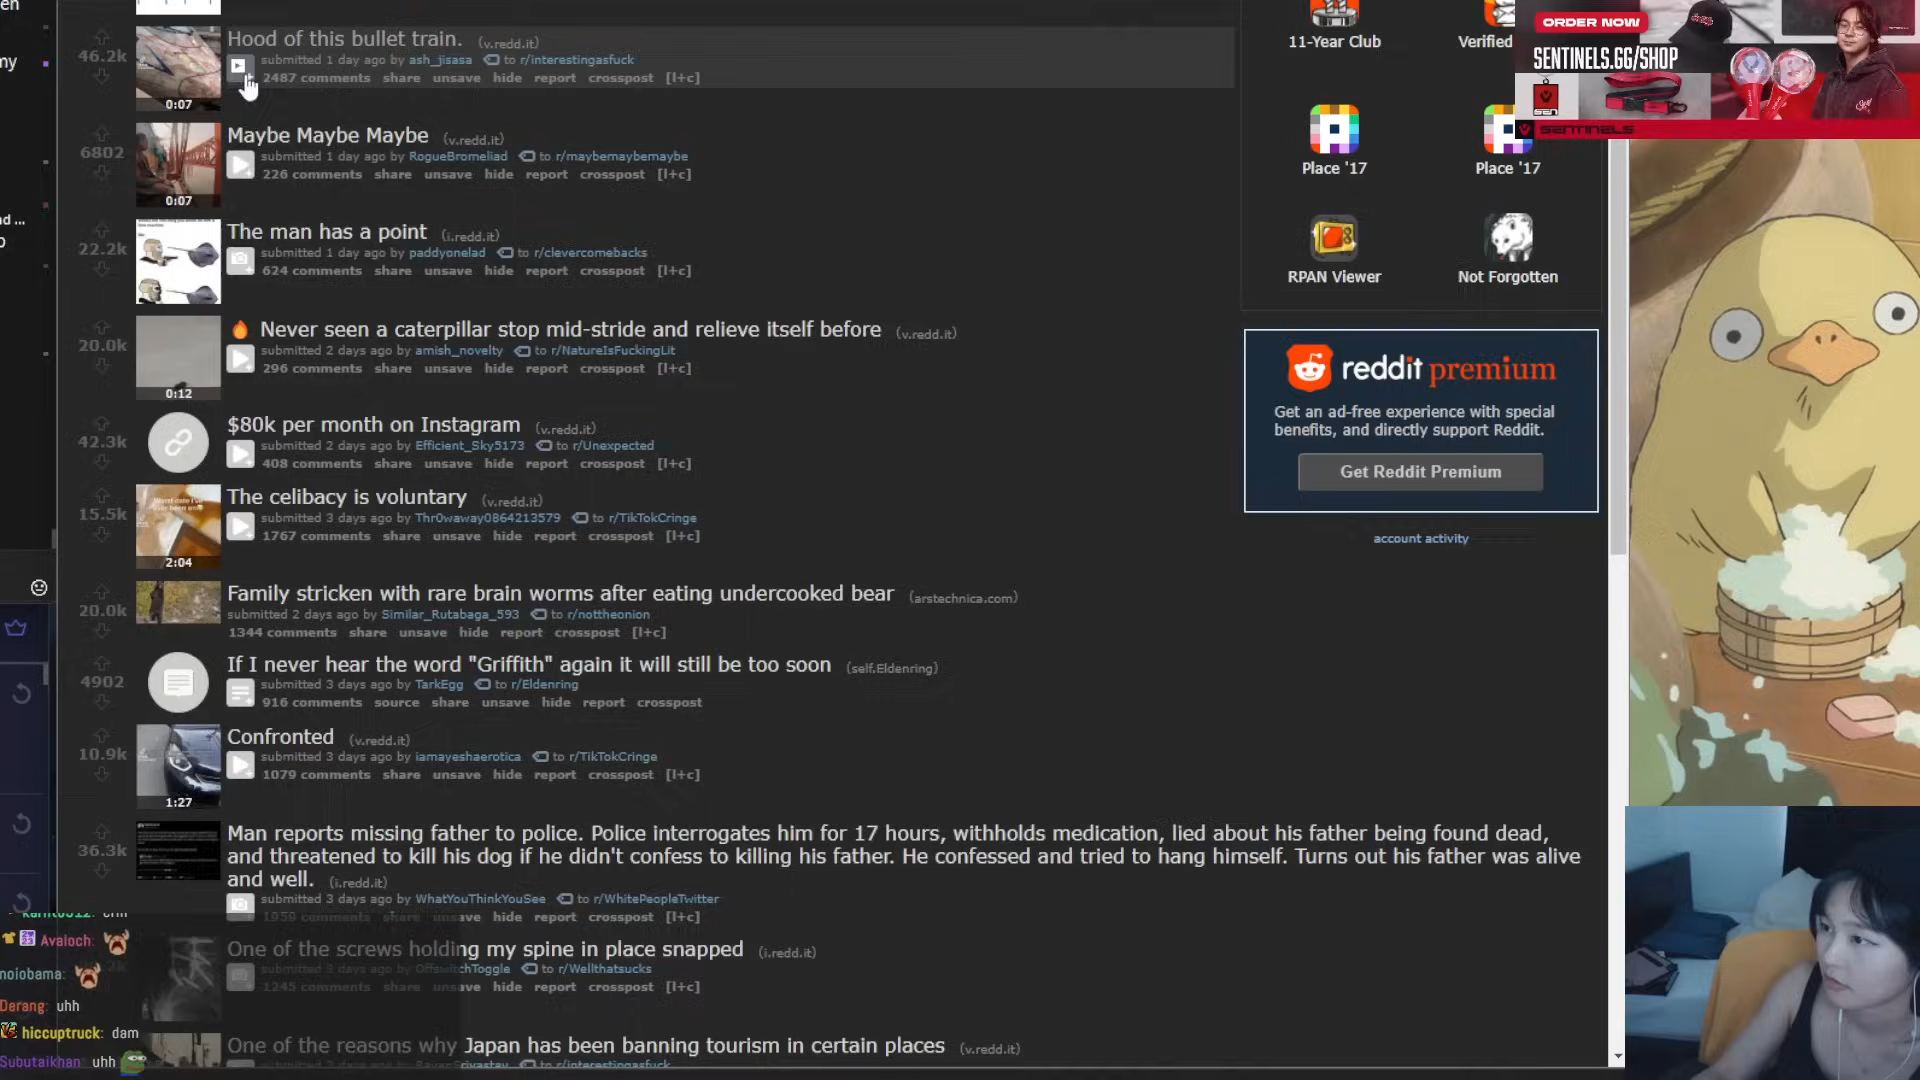 en
Hood of this bullet train. (v.redd.it)
46.2k
submitted 1 day ago by ash_jisasa to r/interestingasfuck
my
2487 comments share unsave hide report crosspost [l+c]
0:07
Maybe Maybe Maybe (v.redd.it)
6802
submitted 1 day ago by RogueBromeliad to r/maybemaybemaybe
226 comments share unsave hide report crosspost [l+c]
0:07
The man has a point (i.redd.it)
22.2k
submitted 1 day ago by paddyonelad to r/clevercomebacks
nd ...
624 comments share unsave hide report crosspost [l+c]
Never seen a caterpillar stop mid-stride and relieve itself before (v.redd.it)
20.0k
submitted 2 days ago by amish_novelty to r/NatureIsFuckingLit
296 comments share unsave hide report crosspost [l+c]
0:12
$80k per month on Instagram (v.redd.it)
42.3k
submitted 2 days ago by Efficient_Sky5173 to r/Unexpected
408 comments share unsave hide report crosspost [l+c]
The celibacy is voluntary (v.redd.it)
15.5k
submitted 3 days ago by Thr0waway0864213579 to r/TikTokCringe
1767 comments share unsave hide report crosspost [l+c]
2:04
Family stricken with rare brain worms after eating undercooked bear (arstechnica.com)
20.0k
submitted 2 days ago by Similar_Rutabaga_593 to r/nottheonion
1344 comments share unsave hide report crosspost [l+c]
If I never hear the word "Griffith" again it will still be too soon (self.Eldenring)
4902
submitted 3 days ago by TarkEgg to r/Eldenring
916 comments source share unsave hide report crosspost
Confronted (v.redd.it)
10.9k
submitted 3 days ago by iamayeshaerotica to r/TikTokCringe
1079 comments share unsave hide report crosspost [l+c]
1:27
Man reports missing father to police. Police interrogates him for 17 hours, withholds medication, lied about his father being found dead,
36.3k
and threatened to kill his dog if he didn't confess to killing his father. He confessed and tried to hang himself. Turns out his father was alive
and well. (i.redd.it)
submitted 3 days ago by WhatYouThinkYouSee to r/WhitePeopleTwitter
1959 comments share unsave hide report crosspost [l+c]
One of the screws holding my spine in place snapped (i.redd.it)
submitted 3 days ago by OffswitchToggle to r/Wellthatsucks
1245 comments share unsave hide report crosspost [l+c]
One of the reasons why Japan has been banning tourism in certain places (v.redd.it)
to r/interestingasfuck
Avaloch:
noiobama:
Derang: uhh
hiccuptruck: dam
Subutaikhan: uhh
11-Year Club
Verified
Place '17
Place '17
RPAN Viewer
Not Forgotten
reddit premium
Get an ad-free experience with special
benefits, and directly support Reddit.
Get Reddit Premium
account activity
ORDER NOW
SENTINELS.GG/SHOP
SENTINELS